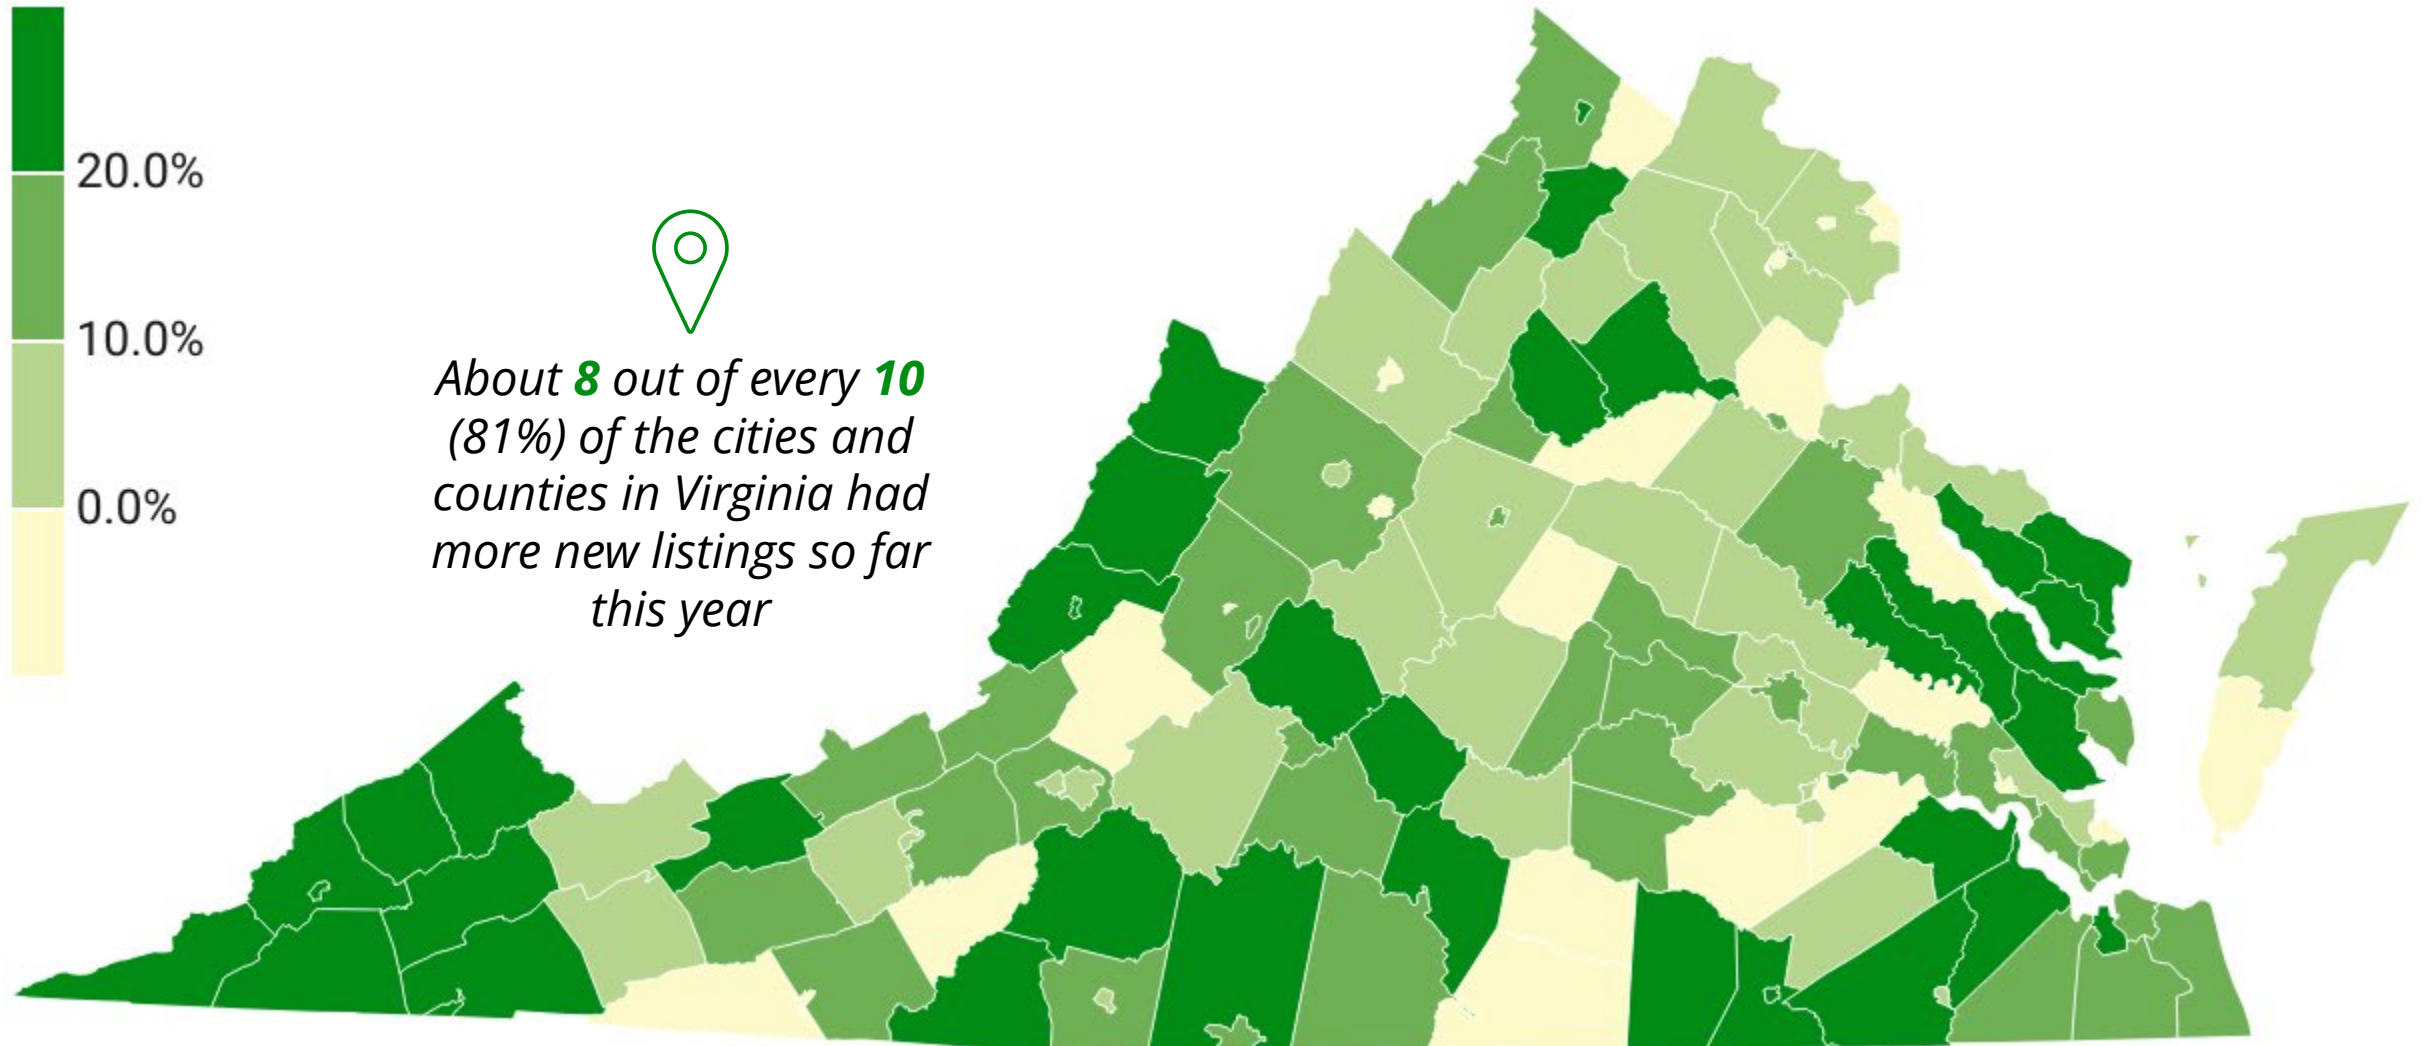 20.0%
10.0%
0.0%
About 8 out of every 10
(81%) of the cities and
counties in Virginia had
more new listings so far
this year